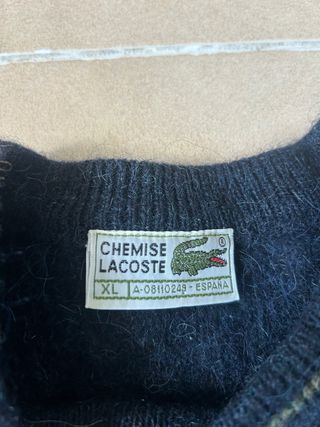 CHEMISE
LACOSTE ®
XL A-08110249-ESPAÑA